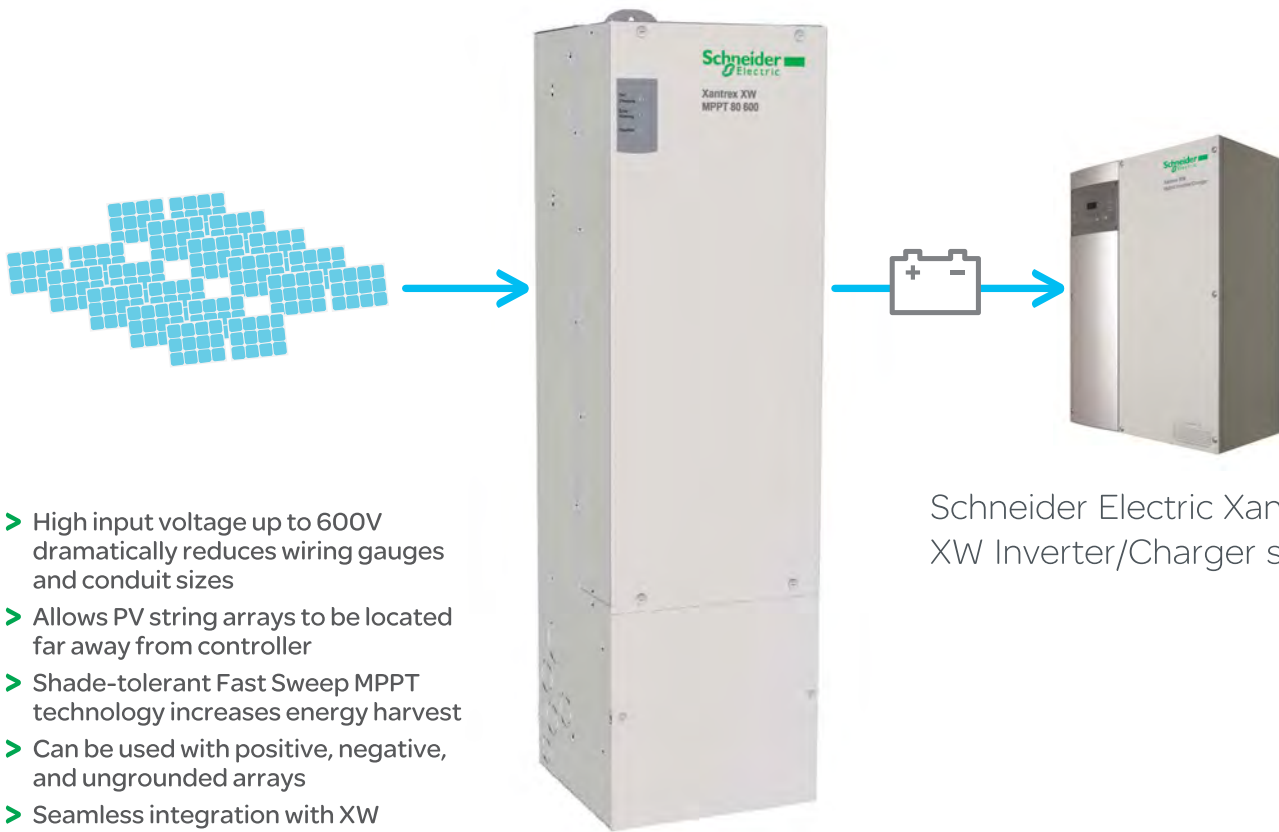 Schneider
Electric
Xantrex XW
MPPT 80 600
Schneider
Electric
+ -
> High input voltage up to 600V
dramatically reduces wiring gauges
and conduit sizes
> Allows PV string arrays to be located
far away from controller
> Shade-tolerant Fast Sweep MPPT
technology increases energy harvest
> Can be used with positive, negative,
and ungrounded arrays
> Seamless integration with XW
Schneider Electric Xan
XW Inverter/Charger s